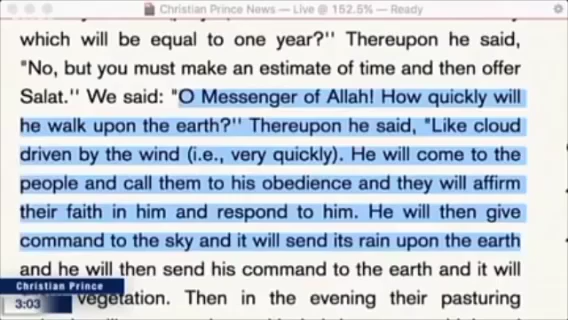 Christian Prince News — Live @ 152.5% — Ready
which will be equal to one year?'' Thereupon he said,
"No, but you must make an estimate of time and then offer
Salat.'' We said: "O Messenger of Allah! How quickly will
he walk upon the earth?'' Thereupon he said, "Like cloud
driven by the wind (i.e., very quickly). He will come to the
people and call them to his obedience and they will affirm
their faith in him and respond to him. He will then give
command to the sky and it will send its rain upon the earth
and he will then send his command to the earth and it will
vegetation. Then in the evening their pasturing
Christian Prince
3:03